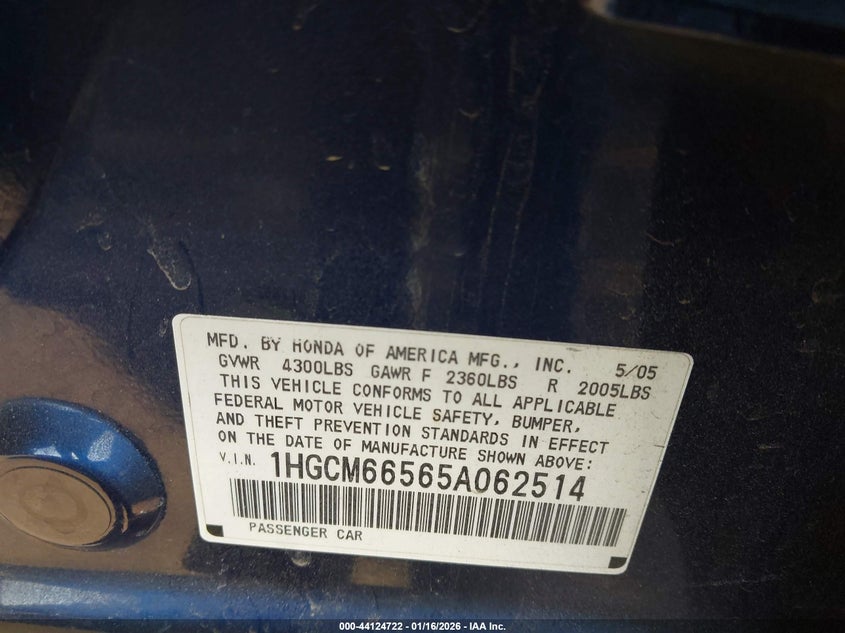 MFD. BY HONDA OF AMERICA MFG., INC. 5/05
GVWR 4300LBS GAWR F 2360LBS R 2005LBS
THIS VEHICLE CONFORMS TO ALL APPLICABLE
FEDERAL MOTOR VEHICLE SAFETY, BUMPER,
AND THEFT PREVENTION STANDARDS IN EFFECT
ON THE DATE OF MANUFACTURE SHOWN ABOVE:
V.I.N. 1HGCM66565A062514
PASSENGER CAR
000-44124722 - 01/16/2026 - IAA Inc.